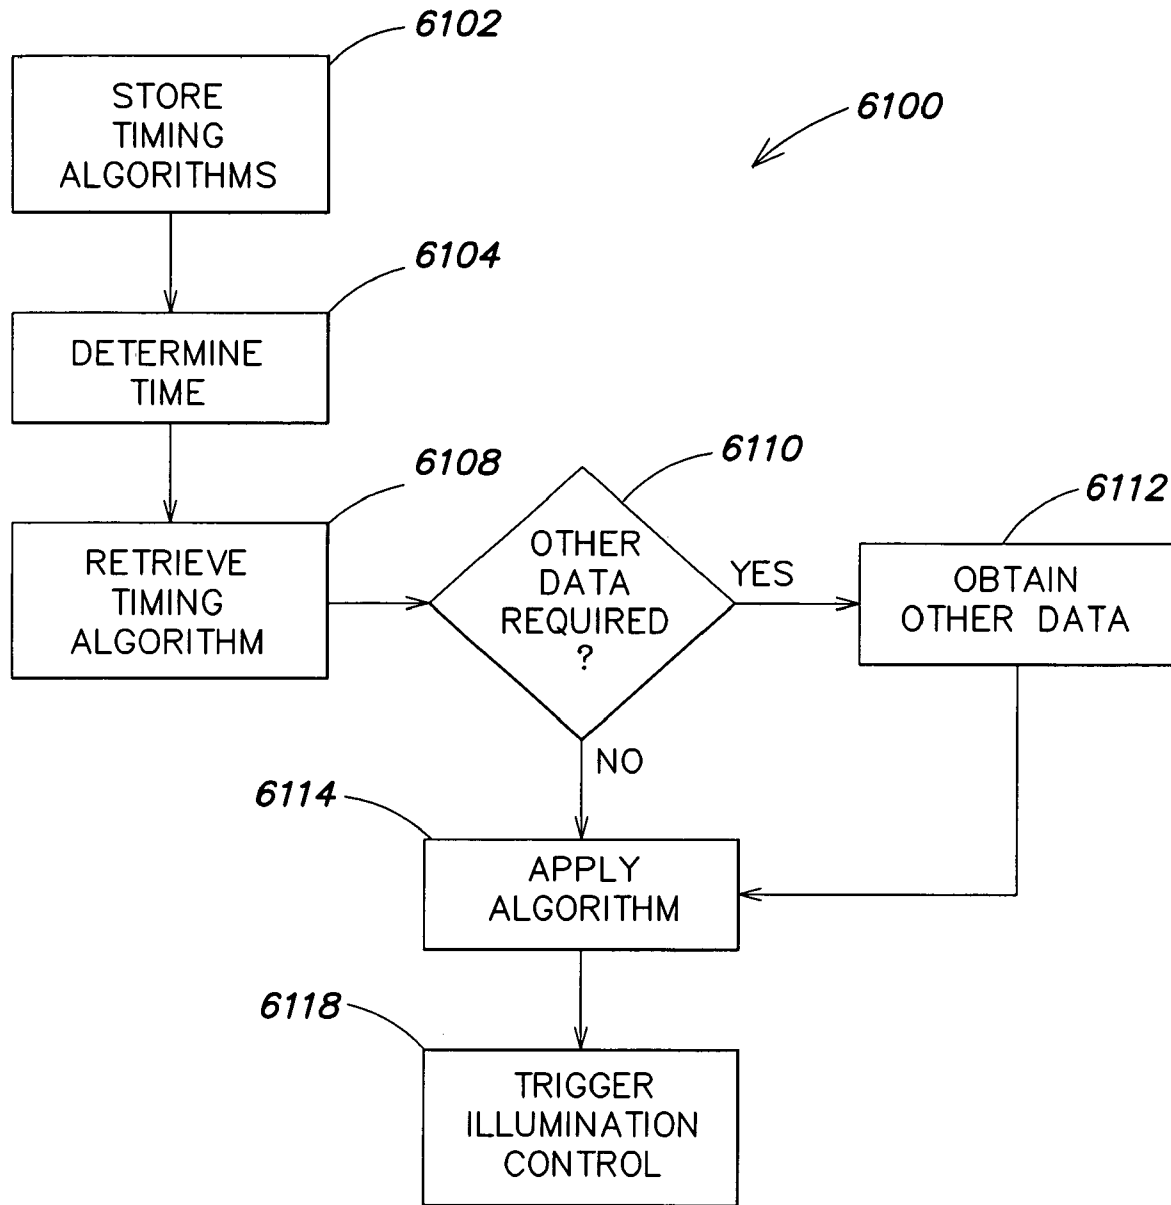 6102
STORE
TIMING
ALGORITHMS
6100
6104
DETERMINE
TIME
6108
RETRIEVE
TIMING
ALGORITHM
6110
OTHER
DATA
REQUIRED
?
YES
6112
OBTAIN
OTHER DATA
NO
6114
APPLY
ALGORITHM
6118
TRIGGER
ILLUMINATION
CONTROL